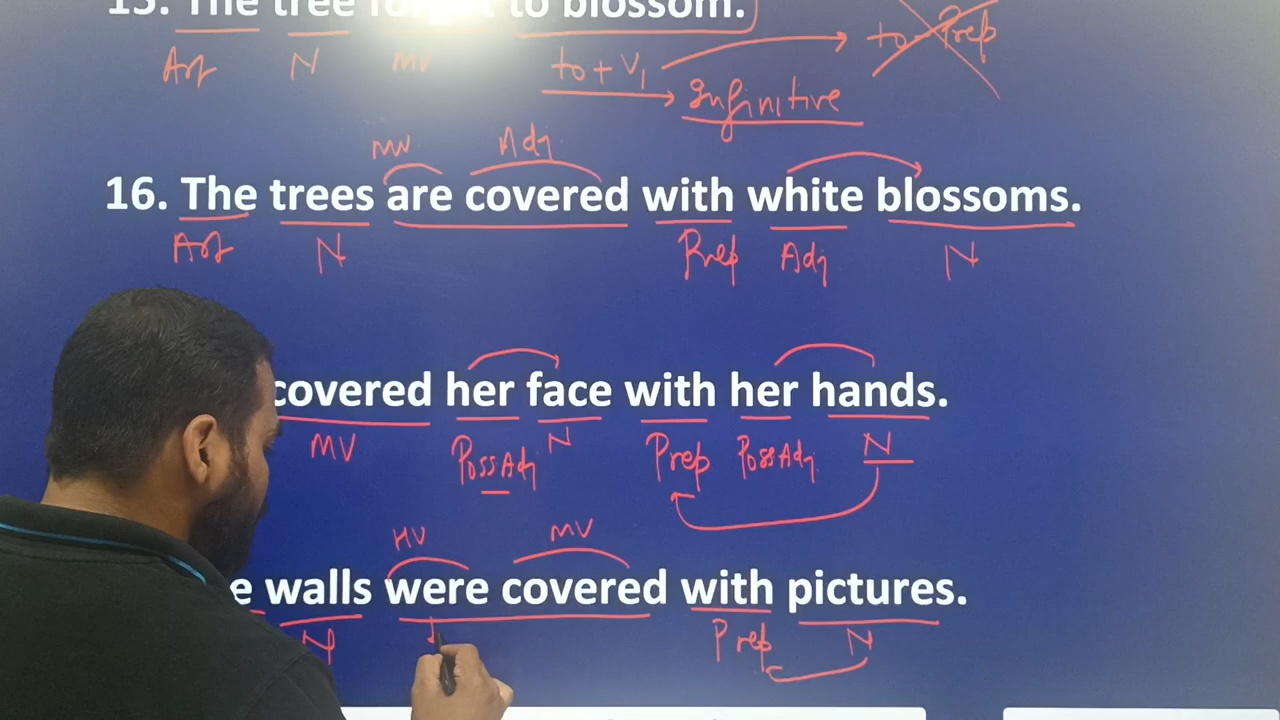 15. The tree to blossom.
Art N MV to + V1 to Prep
Infinitive
MV Adj
16. The trees are covered with white blossoms.
Art N Prep Adj N
covered her face with her hands.
MV Poss Adj N Prep Poss Adj N
HV MV
e walls were covered with pictures.
N Prep N